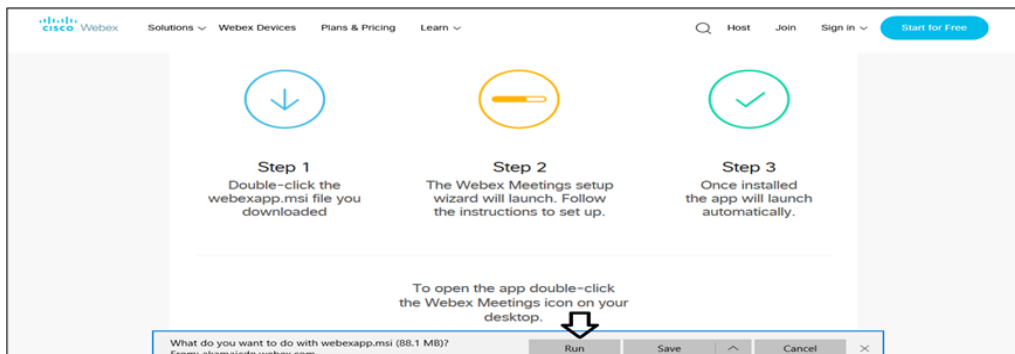 cisco Webex Solutions Webex Devices Plans & Pricing Learn Host Join Sign in Start for Free
Step 1
Double-click the
webexapp.msi file you
downloaded
Step 2
The Webex Meetings setup
wizard will launch. Follow
the instructions to set up.
Step 3
Once installed
the app will launch
automatically.
To open the app double-click
the Webex Meetings icon on your
desktop.
What do you want to do with webexapp.msi (88.1 MB)?
From: akamaicdn.webex.com
Run Save Cancel